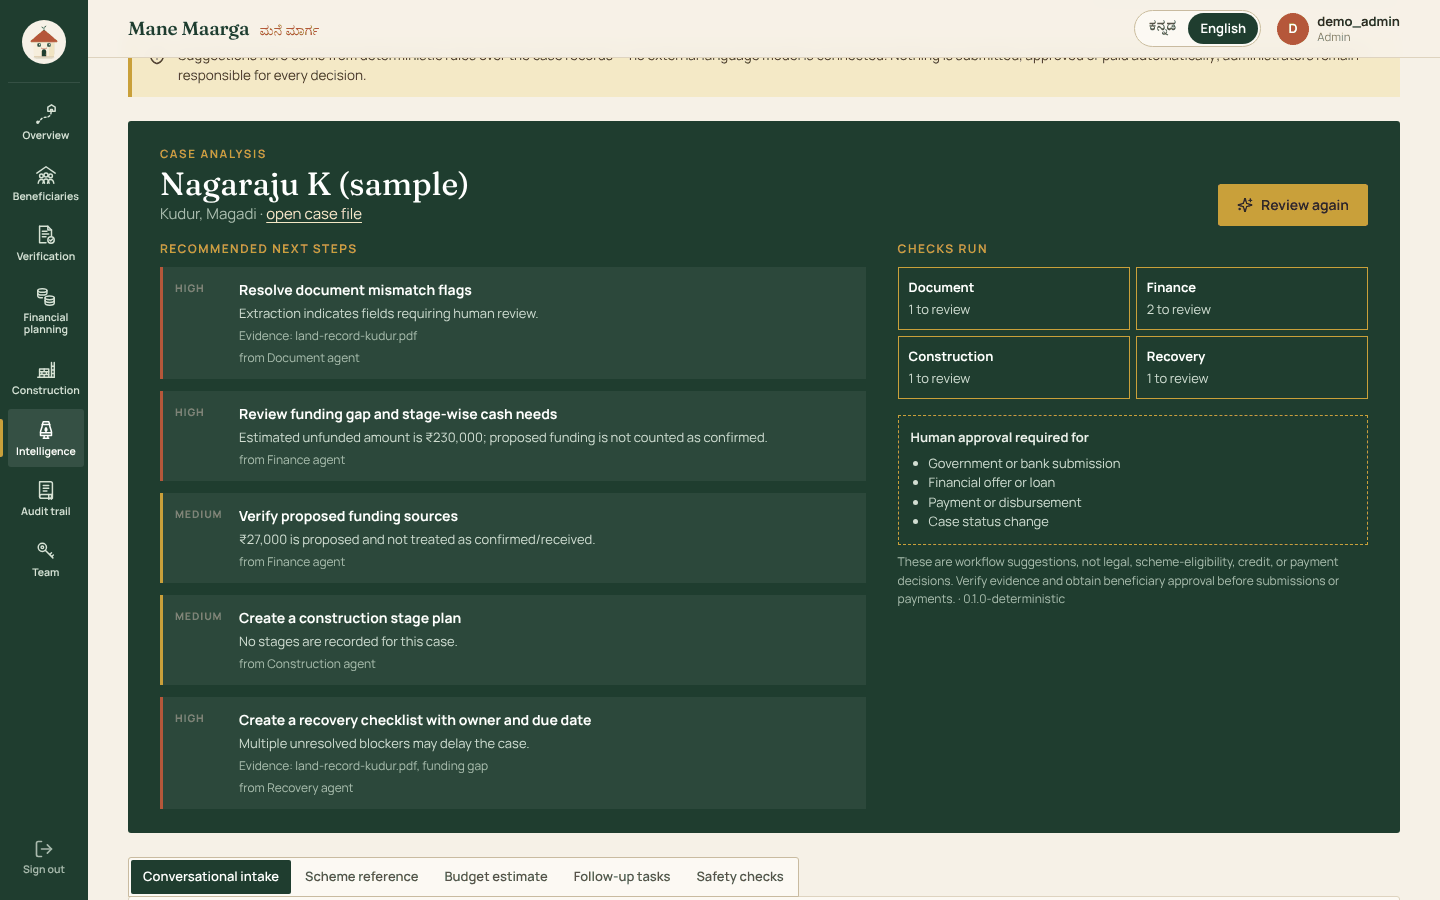 Mane Maarga ಮನೆ ಮಾರ್ಗ
ಕನ್ನಡ English
D
demo_admin
Admin
Overview
Beneficiaries
Verification
Financial
planning
Construction
Intelligence
Audit trail
Team
Sign out
responsible for every decision.
CASE ANALYSIS
Nagaraju K (sample)
Kudur, Magadi · open case file
Review again
RECOMMENDED NEXT STEPS
HIGH
Resolve document mismatch flags
Extraction indicates fields requiring human review.
Evidence: land-record-kudur.pdf
from Document agent
HIGH
Review funding gap and stage-wise cash needs
Estimated unfunded amount is ₹230,000; proposed funding is not counted as confirmed.
from Finance agent
MEDIUM
Verify proposed funding sources
₹27,000 is proposed and not treated as confirmed/received.
from Finance agent
MEDIUM
Create a construction stage plan
No stages are recorded for this case.
from Construction agent
HIGH
Create a recovery checklist with owner and due date
Multiple unresolved blockers may delay the case.
Evidence: land-record-kudur.pdf, funding gap
from Recovery agent
CHECKS RUN
Document
1 to review
Finance
2 to review
Construction
1 to review
Recovery
1 to review
Human approval required for
• Government or bank submission
• Financial offer or loan
• Payment or disbursement
• Case status change
These are workflow suggestions, not legal, scheme-eligibility, credit, or payment
decisions. Verify evidence and obtain beneficiary approval before submissions or
payments. · 0.1.0-deterministic
Conversational intake
Scheme reference
Budget estimate
Follow-up tasks
Safety checks